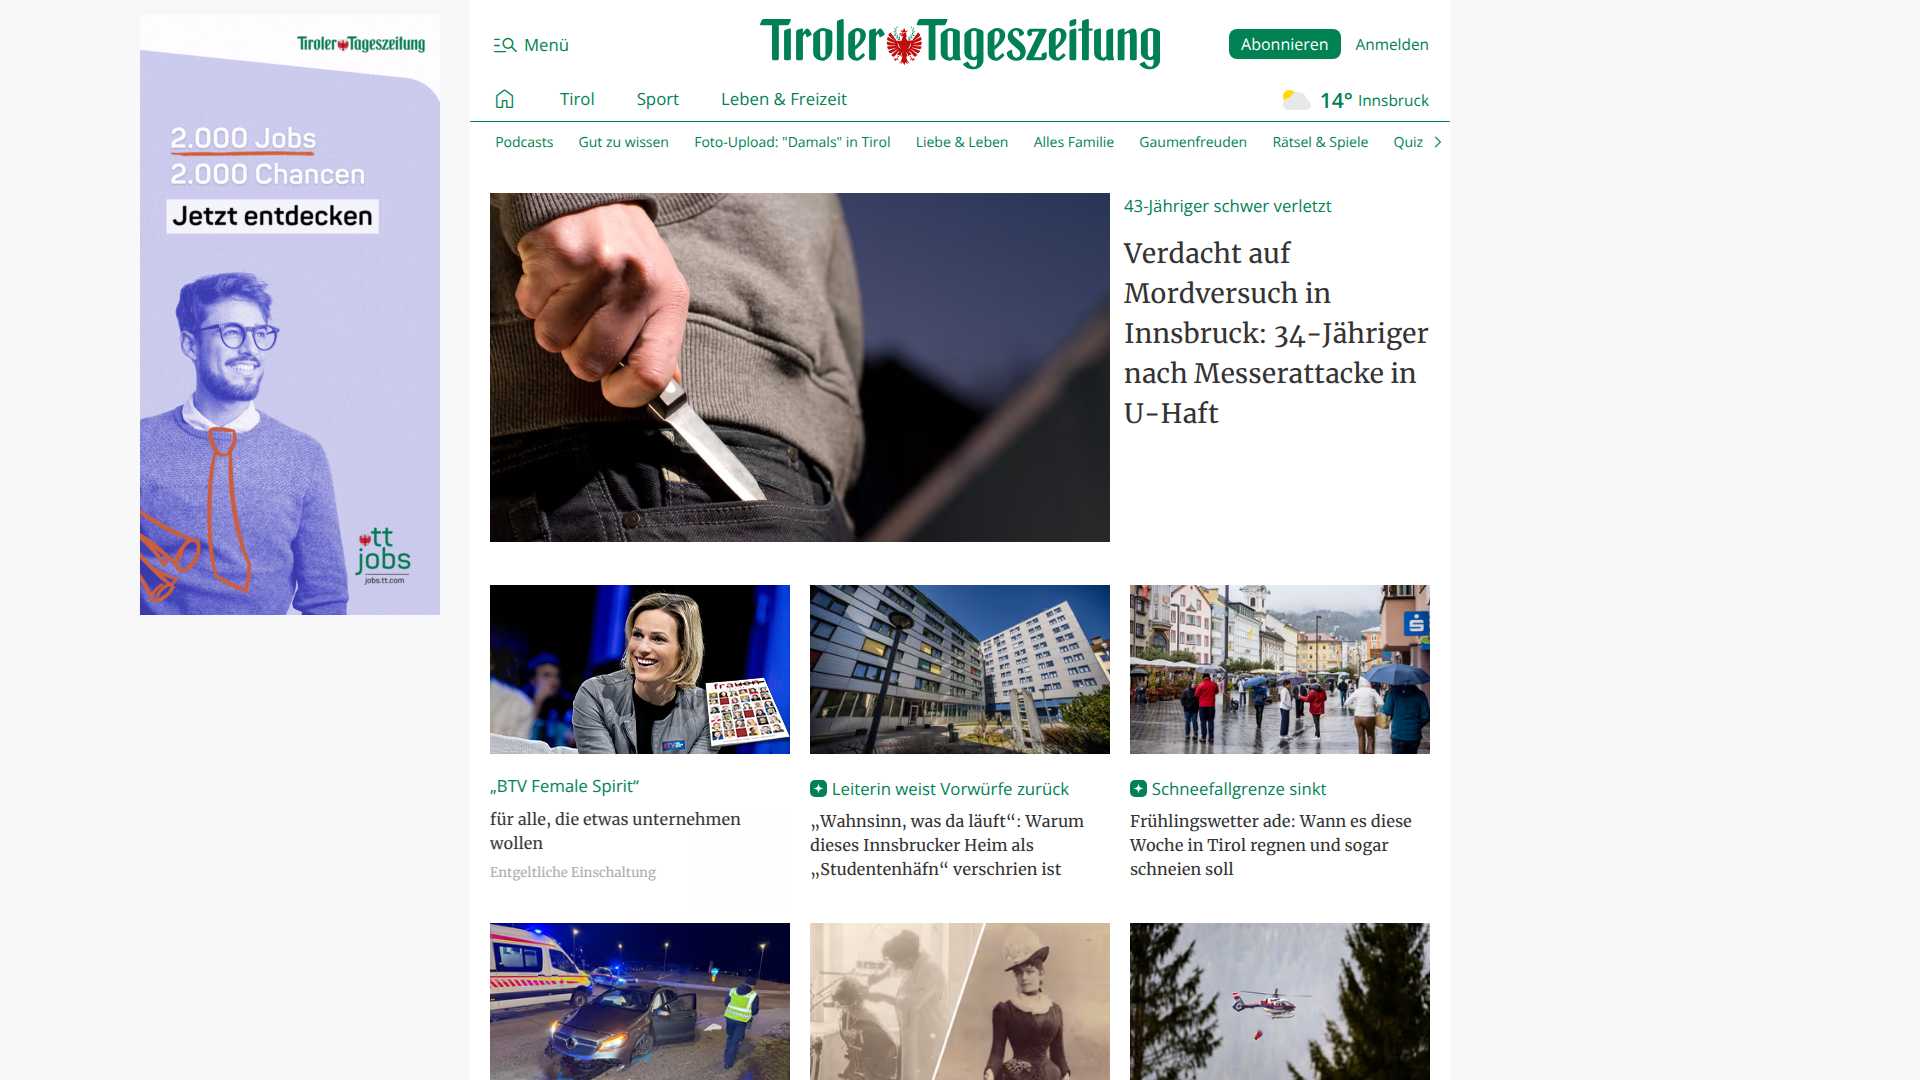 Tiroler Tageszeitung
2.000 Jobs
2.000 Chancen
Jetzt entdecken
tt
jobs
jobs.tt.com
Menü
Tiroler Tageszeitung
Abonnieren
Anmelden
Tirol
Sport
Leben & Freizeit
14° Innsbruck
Podcasts
Gut zu wissen
Foto-Upload: "Damals" in Tirol
Liebe & Leben
Alles Familie
Gaumenfreuden
Rätsel & Spiele
Quiz
43-Jähriger schwer verletzt
Verdacht auf
Mordversuch in
Innsbruck: 34-Jähriger
nach Messerattacke in
U-Haft
frauen
„BTV Female Spirit“
für alle, die etwas unternehmen
wollen
Entgeltliche Einschaltung
Leiterin weist Vorwürfe zurück
„Wahnsinn, was da läuft“: Warum
dieses Innsbrucker Heim als
„Studentenhäfn“ verschrien ist
Schneefallgrenze sinkt
Frühlingswetter ade: Wann es diese
Woche in Tirol regnen und sogar
schneien soll